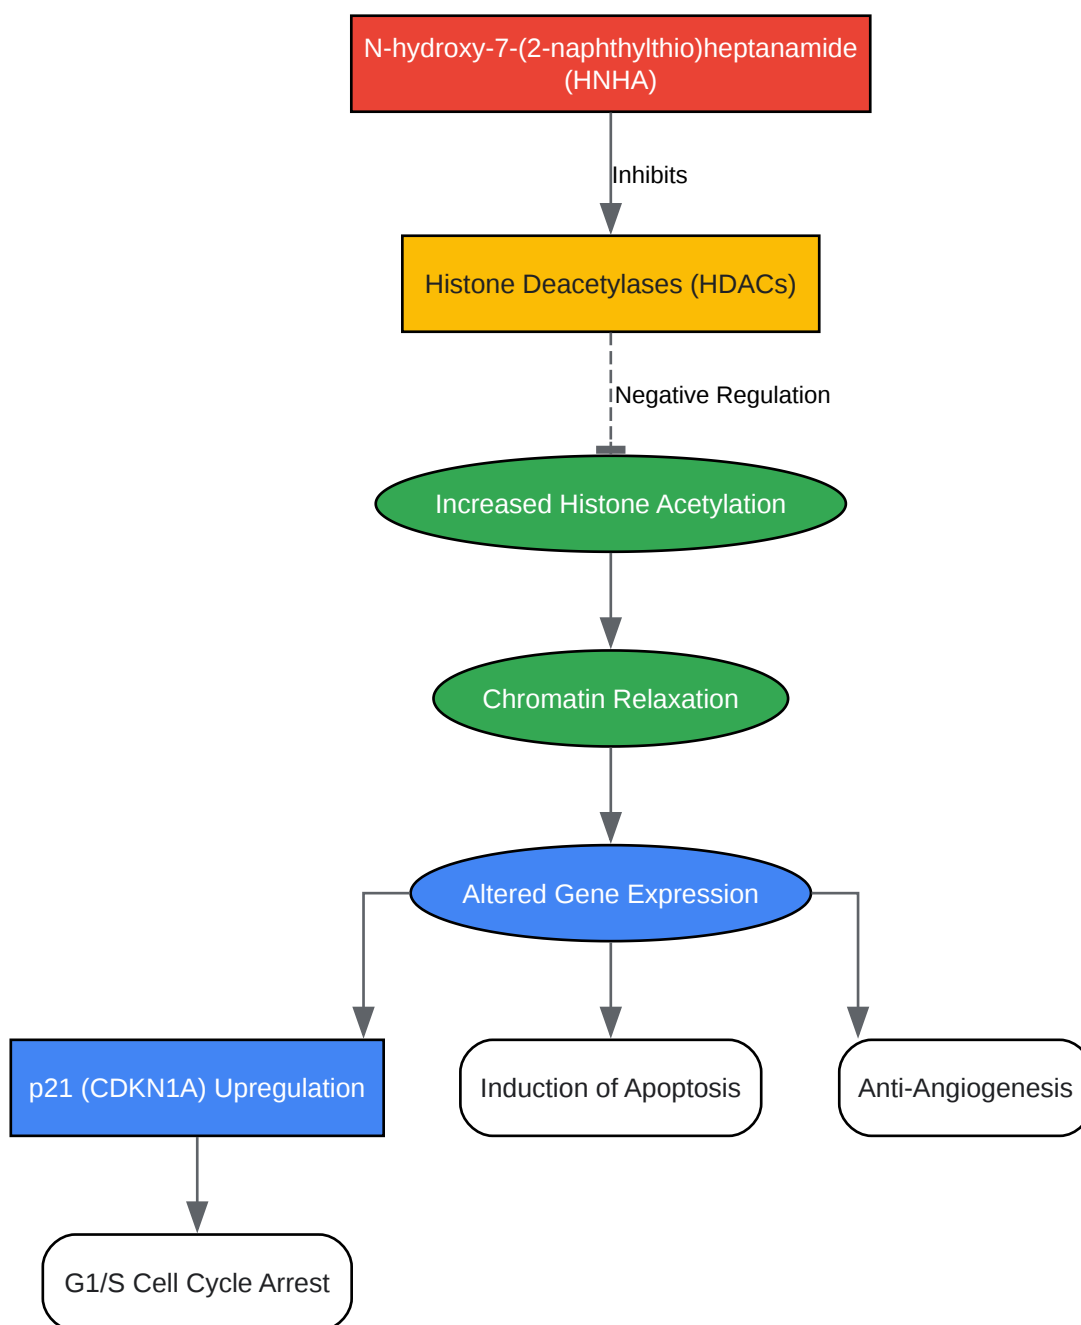 N-hydroxy-7-(2-naphthylthio)heptanamide
(HNHA)
Inhibits
Histone Deacetylases (HDACs)
Negative Regulation
Increased Histone Acetylation
Chromatin Relaxation
Altered Gene Expression
p21 (CDKN1A) Upregulation
Induction of Apoptosis
Anti-Angiogenesis
G1/S Cell Cycle Arrest